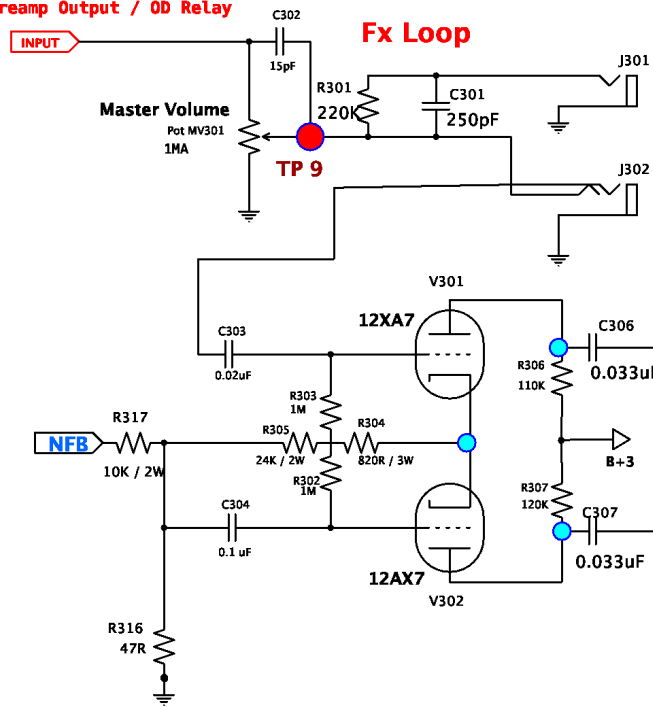 reamp Output / OD Relay
C302
INPUT
Fx Loop
15pF
J301
R301
C301
Master Volume
220K
250pF
Pot MV301
1MA
TP 9
J302
V301
12XA7
C303
C306
R306
0.02uF
110K
0.033uF
R303
1M
R317
R305
R304
NFB
24K / 2W
820R / 3W
B+3
10K / 2W
R302
1M
R307
120K
C304
C307
0.1 uF
0.033uF
12AX7
V302
R316
47R